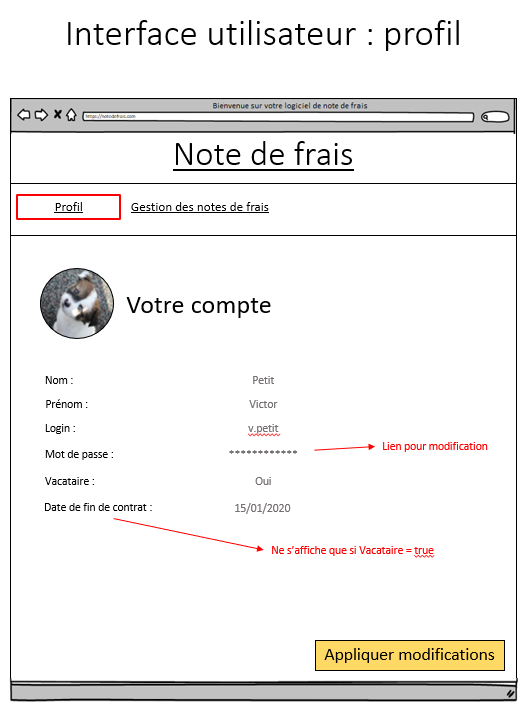 Interface utilisateur : profil
Bienvenue sur votre logiciel de note de frais
https://notedefrais.com
Note de frais
Profil
Gestion des notes de frais
Votre compte
Nom : Petit
Prénom : Victor
Login : v.petit
Mot de passe : ************
Lien pour modification
Vacataire : Oui
Date de fin de contrat : 15/01/2020
Ne s'affiche que si Vacataire = true
Appliquer modifications